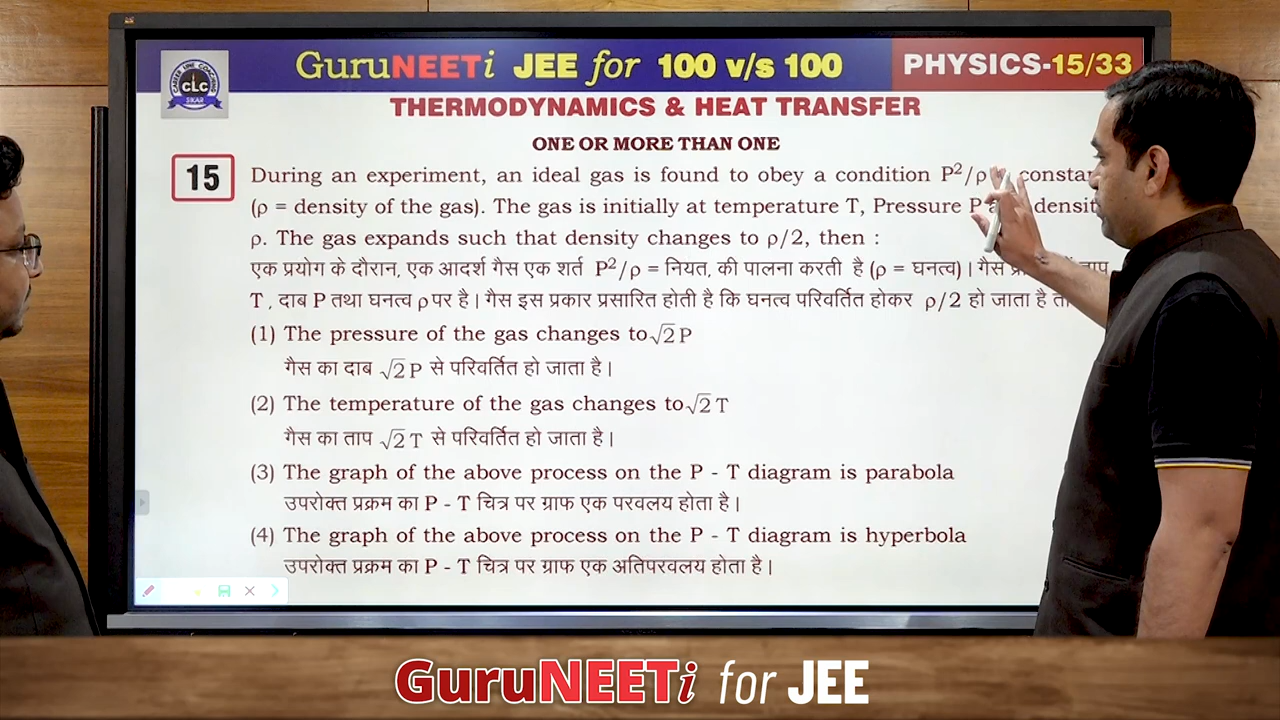 GuruNEETi JEE for 100 v/s 100
PHYSICS-15/33
CAREER LINE COACHING
CLC
SIKAR
THERMODYNAMICS & HEAT TRANSFER
ONE OR MORE THAN ONE
15
During an experiment, an ideal gas is found to obey a condition P²/ρ
(ρ = density of the gas). The gas is initially at temperature T, Pressure P
ρ. The gas expands such that density changes to ρ/2, then :
एक प्रयोग के दौरान, एक आदर्श गैस एक शर्त P²/ρ = नियत, की पालना करती है (ρ = घनत्व)। गैस ताप
T , दाब P तथा घनत्व ρ पर है। गैस इस प्रकार प्रसारित होती है कि घनत्व परिवर्तित होकर ρ/2 हो जाता है
(1) The pressure of the gas changes to √2 P
गैस का दाब √2 P से परिवर्तित हो जाता है।
(2) The temperature of the gas changes to √2 T
गैस का ताप √2 T से परिवर्तित हो जाता है।
(3) The graph of the above process on the P - T diagram is parabola
उपरोक्त प्रक्रम का P - T चित्र पर ग्राफ एक परवलय होता है।
(4) The graph of the above process on the P - T diagram is hyperbola
उपरोक्त प्रक्रम का P - T चित्र पर ग्राफ एक अतिपरवलय होता है।
GuruNEETi for JEE